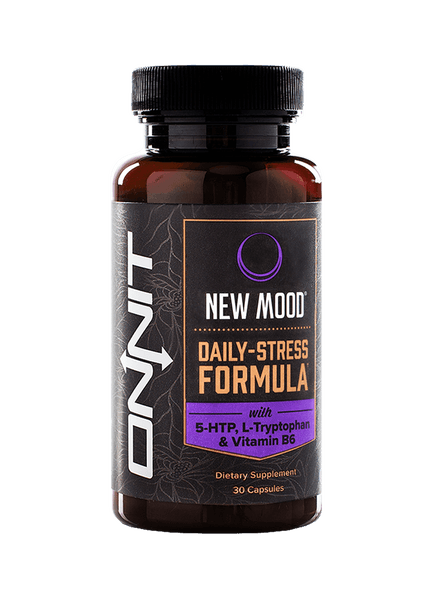 ONNIT
NEW MOOD®
DAILY-STRESS
FORMULA
with
5-HTP, L-Tryptophan
& Vitamin B6
Dietary Supplement
30 Capsules